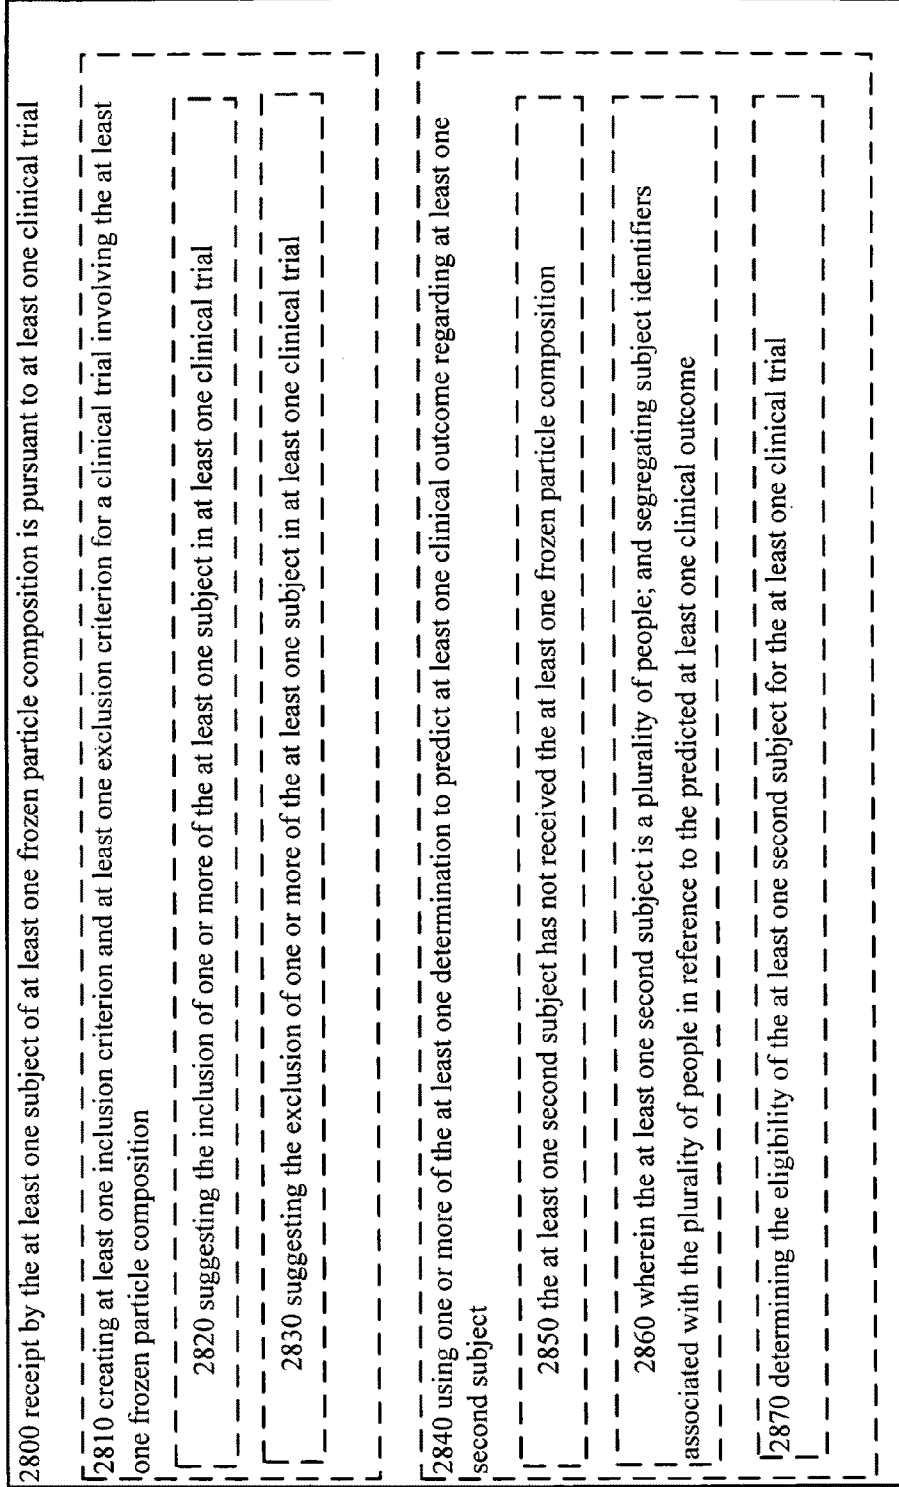 2800 receipt by the at least one subject of at least one frozen particle composition is pursuant to at least one clinical trial
2810 creating at least one inclusion criterion and at least one exclusion criterion for a clinical trial involving the at least
one frozen particle composition
2820 suggesting the inclusion of one or more of the at least one subject in at least one clinical trial
2830 suggesting the exclusion of one or more of the at least one subject in at least one clinical trial
2840 using one or more of the at least one determination to predict at least one clinical outcome regarding at least one
second subject
2850 the at least one second subject has not received the at least one frozen particle composition
2860 wherein the at least one second subject is a plurality of people; and segregating subject identifiers
associated with the plurality of people in reference to the predicted at least one clinical outcome
2870 determining the eligibility of the at least one second subject for the at least one clinical trial